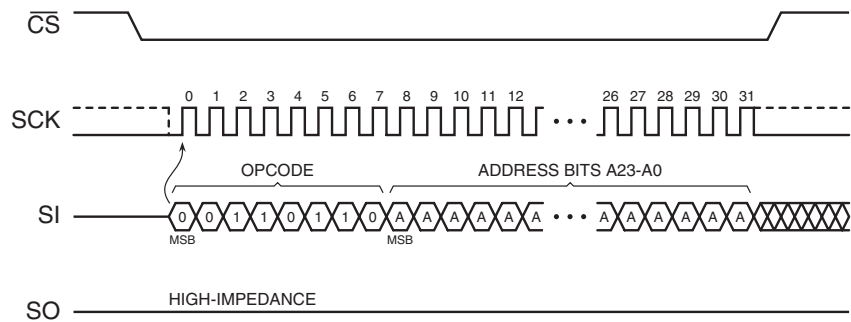 CS
0 1 2 3 4 5 6 7 8 9 10 11 12 26 27 28 29 30 31
SCK
OPCODE ADDRESS BITS A23-A0
SI 0 0 1 1 0 1 1 0 A A A A A A A A A A A A
MSB MSB
HIGH-IMPEDANCE
SO